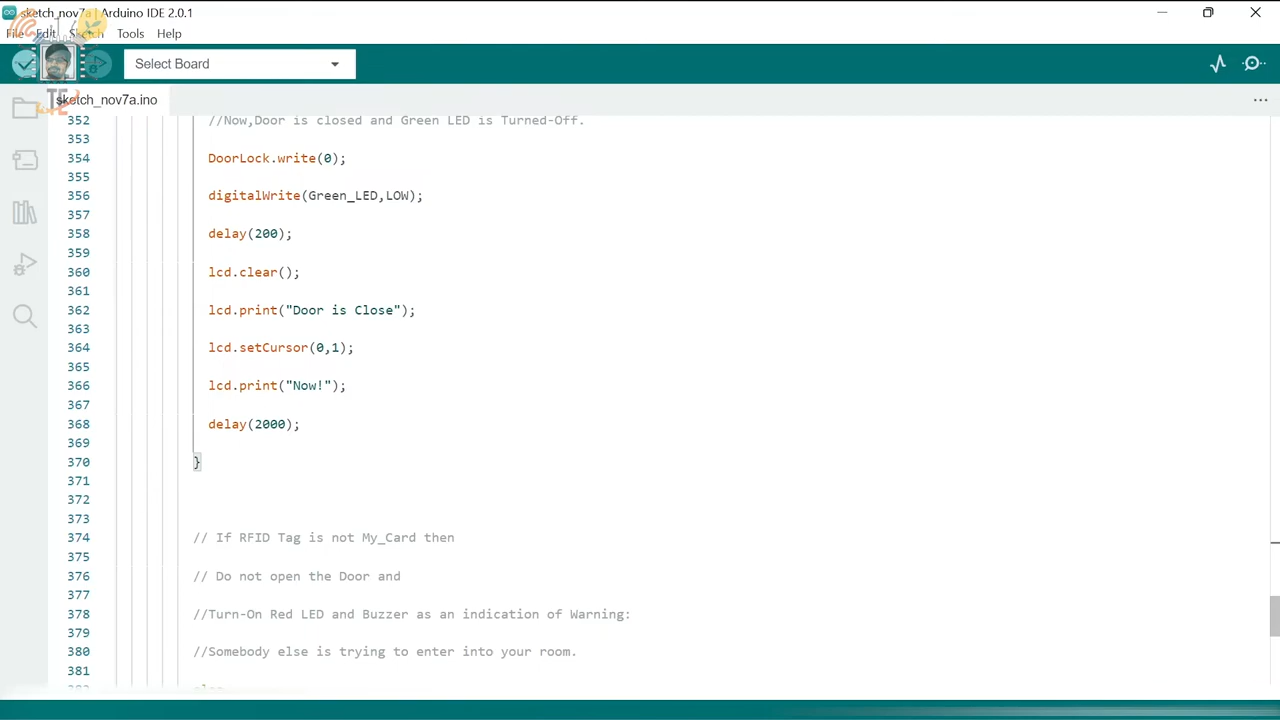 sketch_nov7a | Arduino IDE 2.0.1
File Edit Sketch Tools Help
Select Board
sketch_nov7a.ino
TE
352 //Now,Door is closed and Green LED is Turned-Off.
353
354 DoorLock.write(0);
355
356 digitalWrite(Green_LED,LOW);
357
358 delay(200);
359
360 lcd.clear();
361
362 lcd.print("Door is Close");
363
364 lcd.setCursor(0,1);
365
366 lcd.print("Now!");
367
368 delay(2000);
369
370 }
371
372
373
374 // If RFID Tag is not My_Card then
375
376 // Do not open the Door and
377
378 //Turn-On Red LED and Buzzer as an indication of Warning:
379
380 //Somebody else is trying to enter into your room.
381